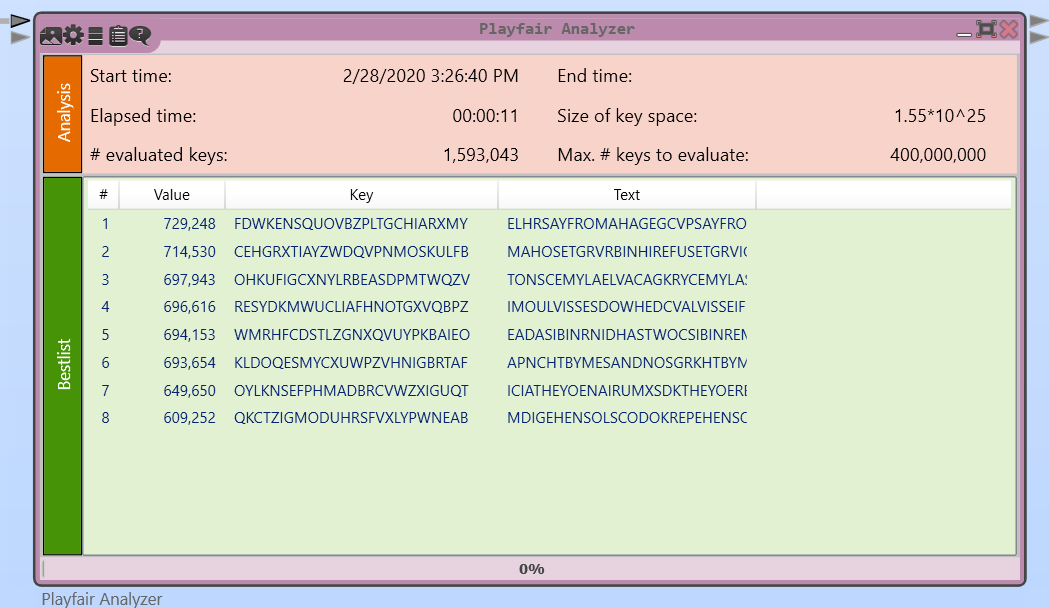 Playfair Analyzer
Analysis
Start time: 2/28/2020 3:26:40 PM End time:
Elapsed time: 00:00:11 Size of key space: 1.55*10^25
# evaluated keys: 1,593,043 Max. # keys to evaluate: 400,000,000
Bestlist
# Value Key Text
1 729,248 FDWKENSQUOVBZPLTGCHIARXMY ELHRSAYFROMAHAGEGCVPSAYFRO
2 714,530 CEHGRXTIAYZWDQVPNMOSKULFB MAHOSETGRVRBINHIREFUSETGRVI
3 697,943 OHKUFIGCXNYLRBEASDPMTWQZV TONSCEMYLAELVACAGKRYCEMYLA
4 696,616 RESYDKMWUCLIAFHNOTGXVQBPZ IMOULVISSESDOWHEDCVALVISSEIF
5 694,153 WMRHFCDSTLZGNXQVUYPKBAIEO EADASIBINRNIDHASTWOCSIBINREN
6 693,654 KLDOQESMYCXUWPZVHNIGBRTAF APNCHTBYMESANDNOSGRKHTBYM
7 649,650 OYLKNSEFPHMADBRCVWZXIGUQT ICIATHEYOENAIRUMXSDKTHEYOERE
8 609,252 QKCTZIGMODUHRSFVXLYPWNEAB MDIGEHENSOLSCODOKREPEHENSO
0%
Playfair Analyzer